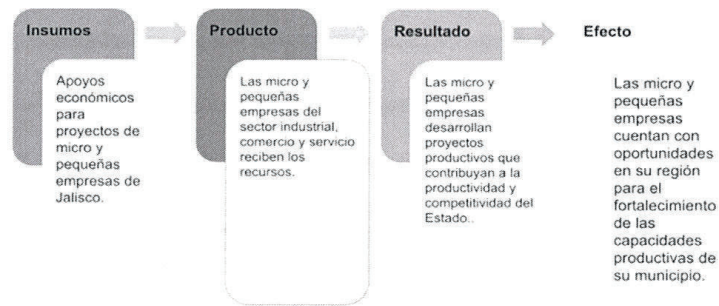 Insumos
Producto
Resultado
Efecto
Apoyos
económicos
para
proyectos de
micro y
pequeñas
empresas de
Jalisco.
Las micro y
pequeñas
empresas del
sector industrial,
comercio y servicio
reciben los
recursos.
Las micro y
pequeñas
empresas
desarrollan
proyectos
productivos que
contribuyan a la
productividad y
competitividad del
Estado..
Las micro y
pequeñas
empresas
cuentan con
oportunidades
en su región
para el
fortalecimiento
de las
capacidades
productivas de
su municipio.